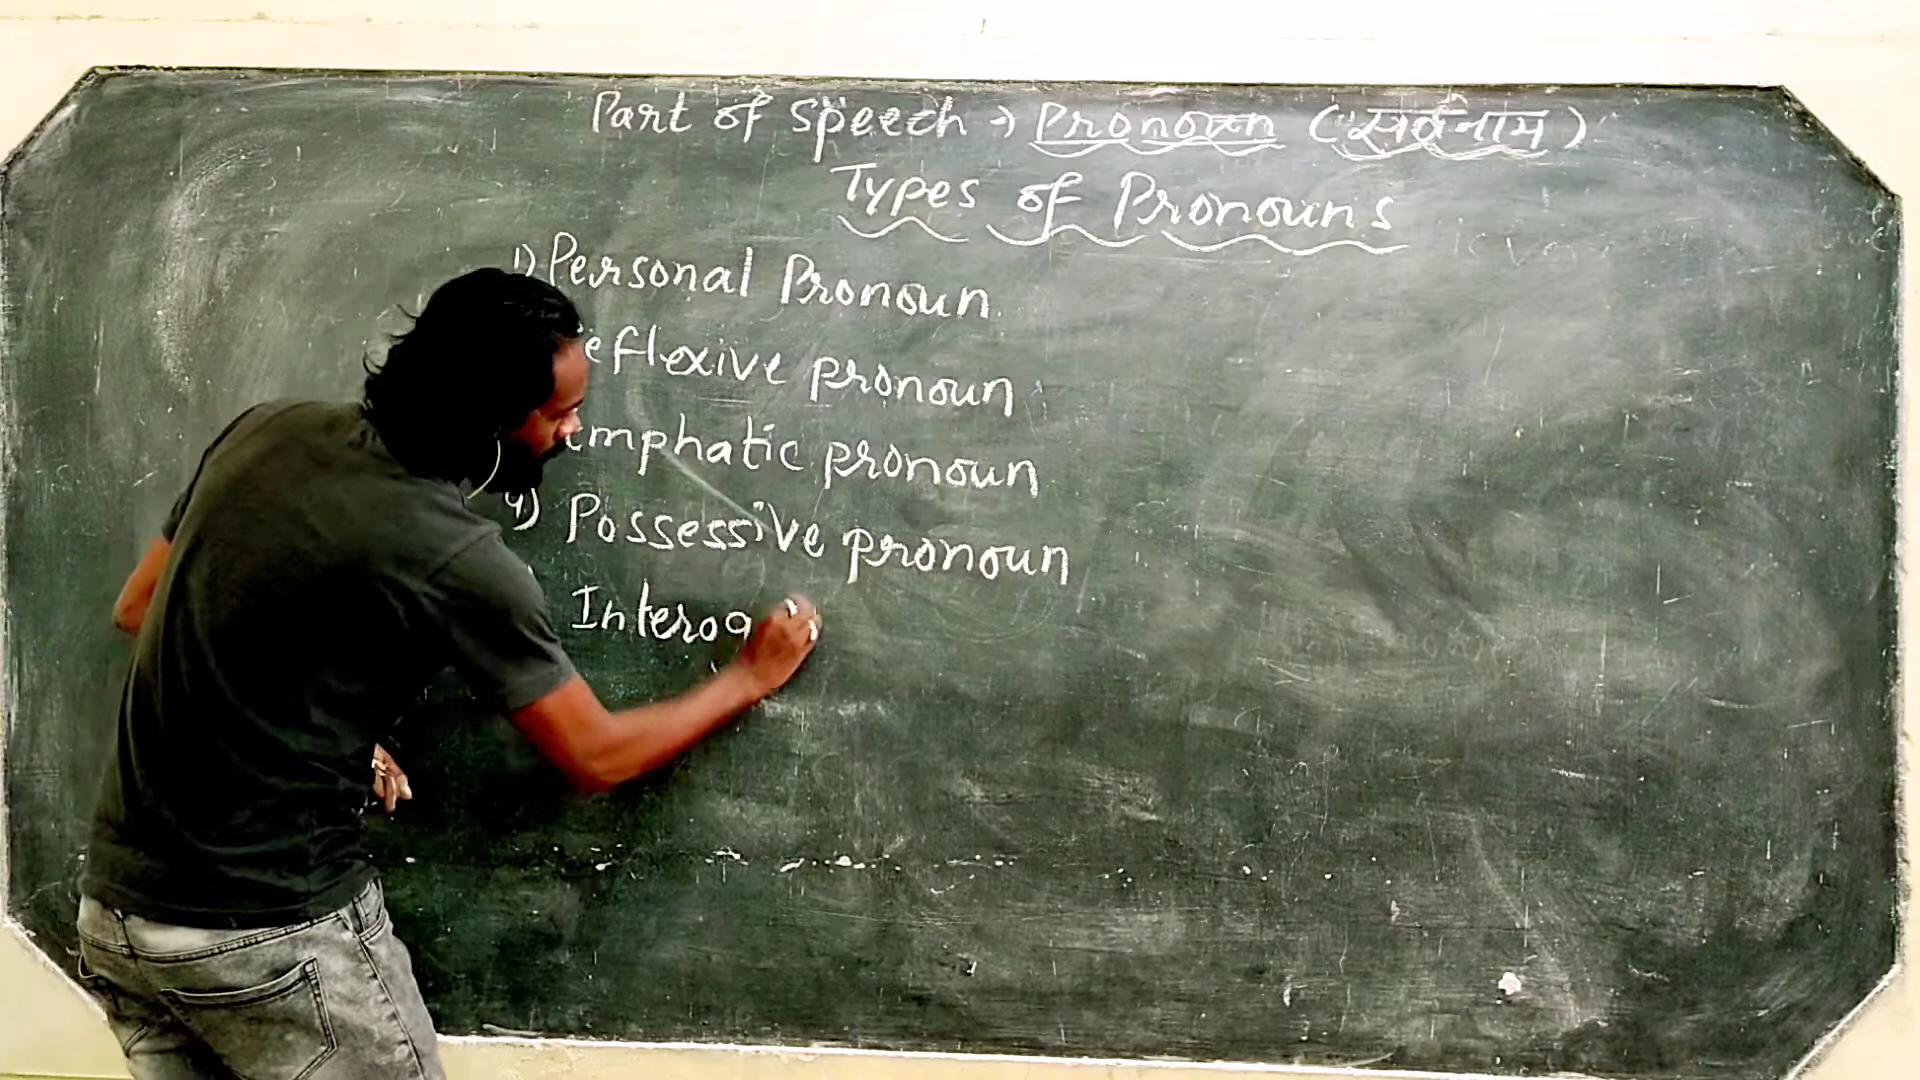 Part of Speech → Pronoun (सर्वनाम)
Types of Pronouns
1) Personal Pronoun
eflexive pronoun
emphatic pronoun
4) Possessive pronoun
Interog